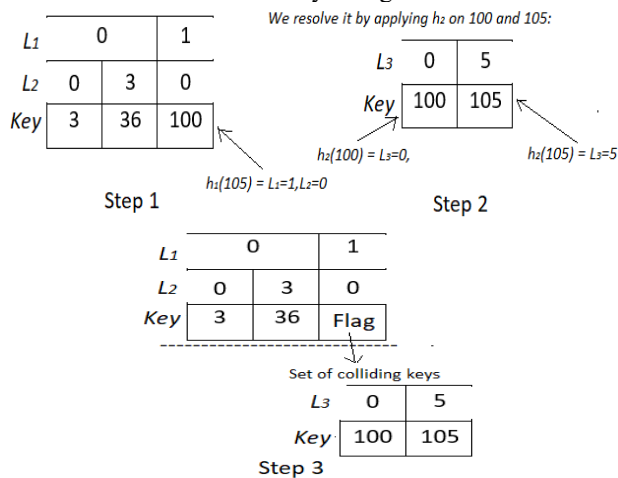 We resolve it by applying h₂ on 100 and 105:
L₁ 0 1
L₂ 0 3 0
Key 3 36 100
h₁(105) = L₁=1,L₂=0
Step 1
L₃ 0 5
Key 100 105
h₂(100) = L₃=0,
h₂(105) = L₃=5
Step 2
L₁ 0 1
L₂ 0 3 0
Key 3 36 Flag
Set of colliding keys
L₃ 0 5
Key 100 105
Step 3